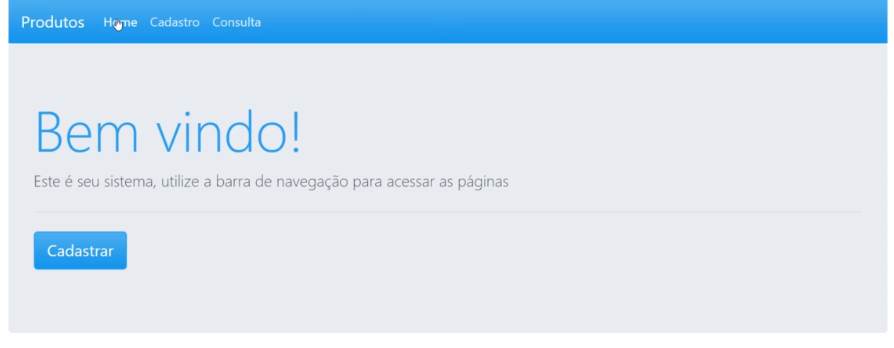 Produtos Home Cadastro Consulta
Bem vindo!
Este é seu sistema, utilize a barra de navegação para acessar as páginas
Cadastrar